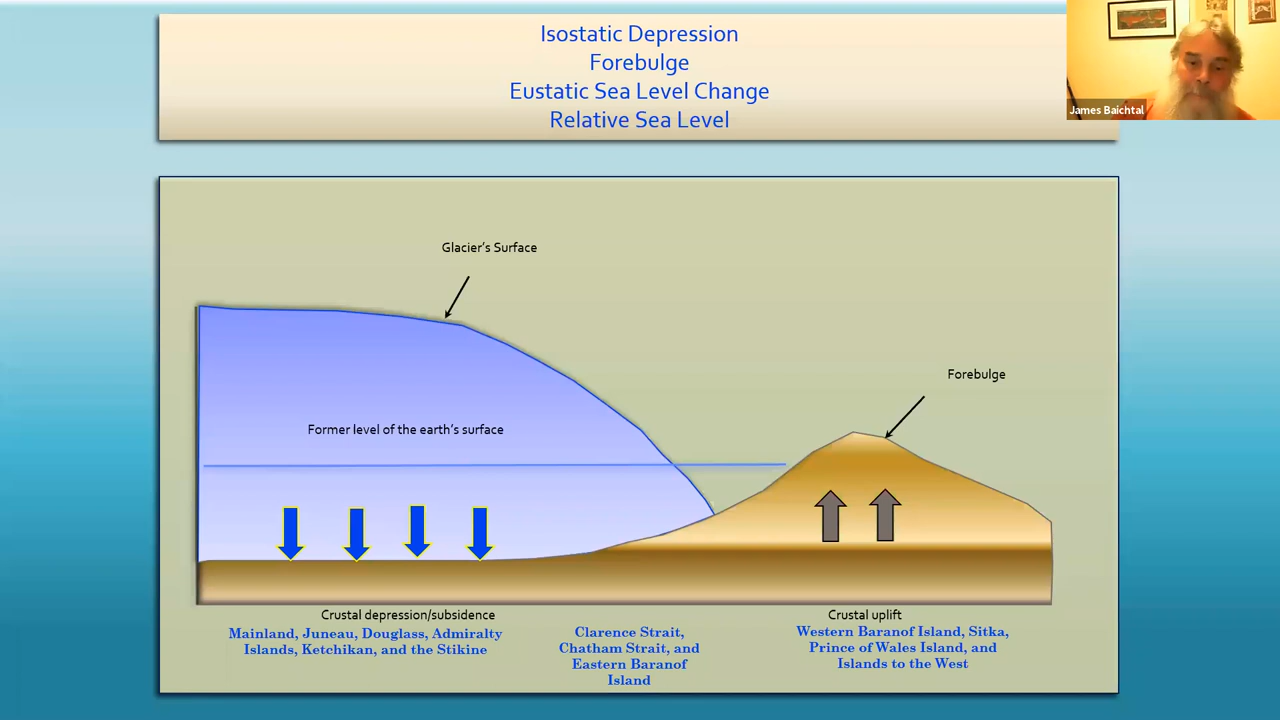 Isostatic Depression
Forebulge
Eustatic Sea Level Change
Relative Sea Level
James Baichtal
Glacier's Surface
Forebulge
Former level of the earth's surface
Crustal depression/subsidence
Mainland, Juneau, Douglass, Admiralty
Islands, Ketchikan, and the Stikine
Clarence Strait,
Chatham Strait, and
Eastern Baranof
Island
Crustal uplift
Western Baranof Island, Sitka,
Prince of Wales Island, and
Islands to the West